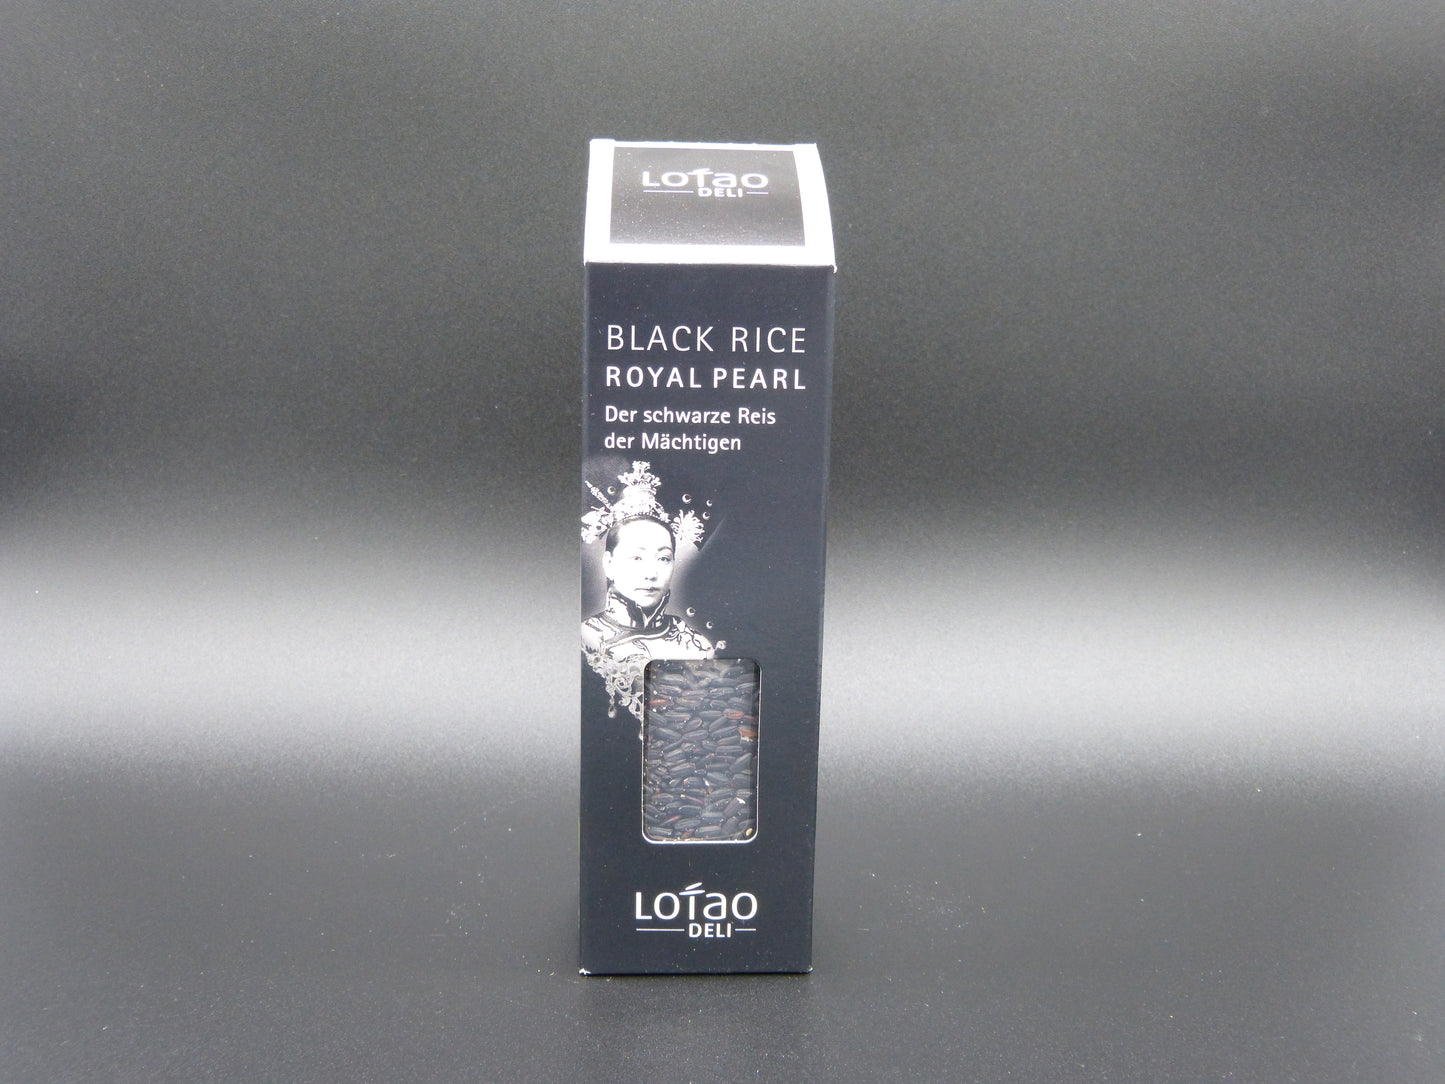 LOTAO
DELI
BLACK RICE
ROYAL PEARL
Der schwarze Reis
der Mächtigen
LOTAO
DELI